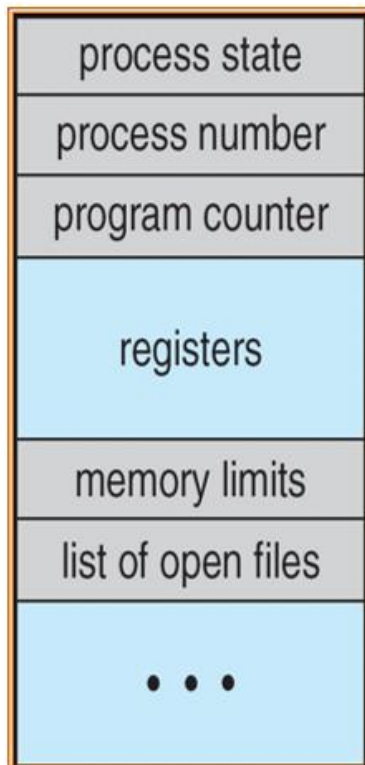 process state
process number
program counter
registers
memory limits
list of open files
• • •